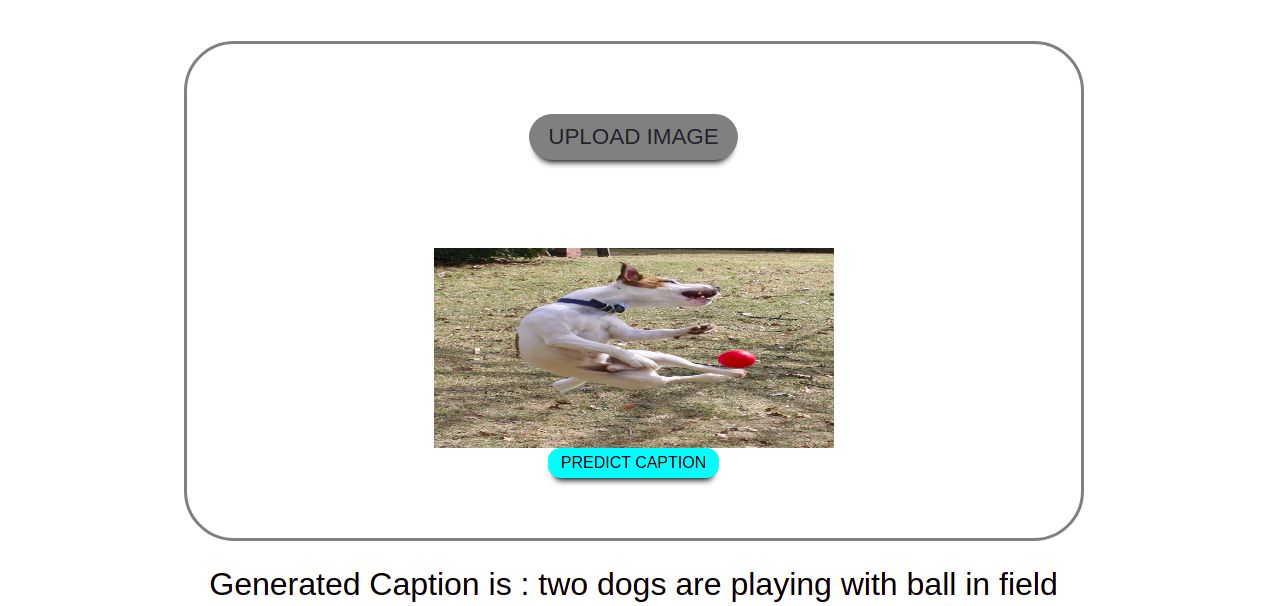 UPLOAD IMAGE
PREDICT CAPTION
Generated Caption is : two dogs are playing with ball in field